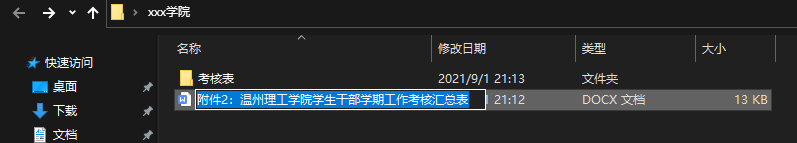 xxx学院
名称 修改日期 类型 大小
快速访问
考核表 2021/9/1 21:13 文件夹
桌面
附件2：温州理工学院学生干部学期工作考核汇总表 1 21:12 DOCX 文档 13 KB
下载
文档